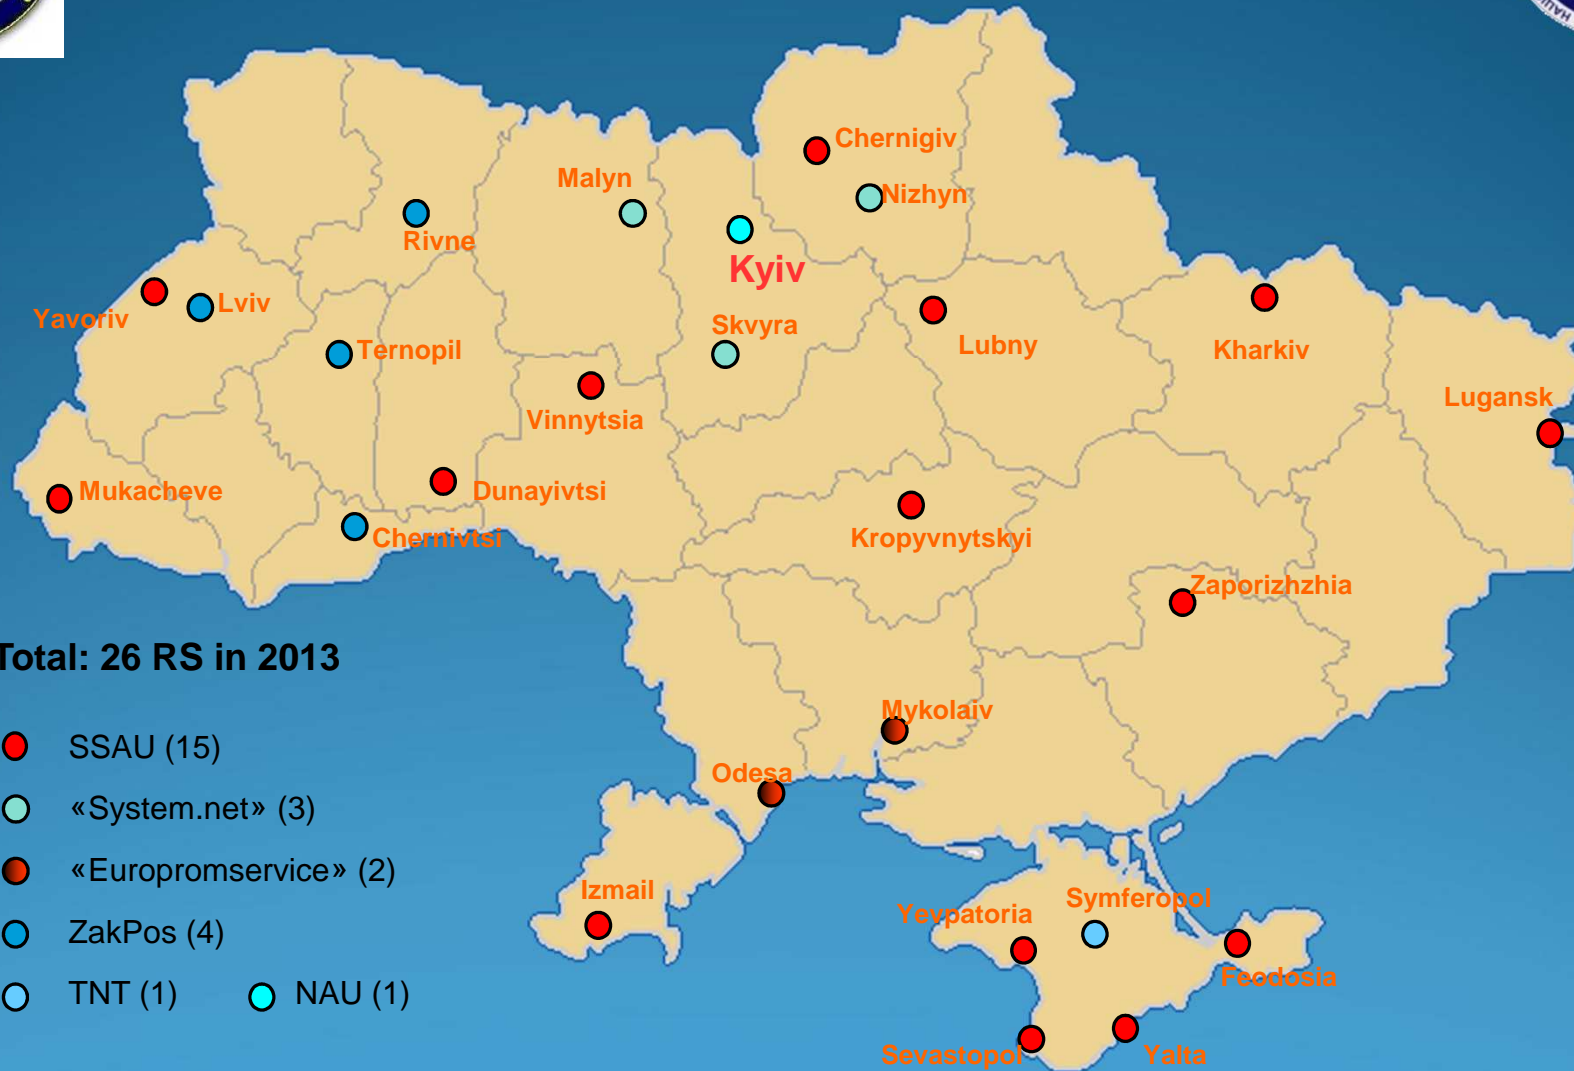 НАЦІ
Chernigiv
Malyn
Nizhyn
Rivne
Kyiv
Yavoriv
Lviv
Skvyra
Ternopil
Lubny
Kharkiv
Vinnytsia
Lugansk
Mukacheve
Dunayivtsi
Chernivtsi
Kropyvnytskyi
Zaporizhzhia
Total: 26 RS in 2013
Mykolaiv
SSAU (15)
Odesa
«System.net» (3)
«Europromservice» (2)
Izmail
Yevpatoria
Symferopol
ZakPos (4)
Feodosia
TNT (1)
NAU (1)
Sevastopol
Yalta